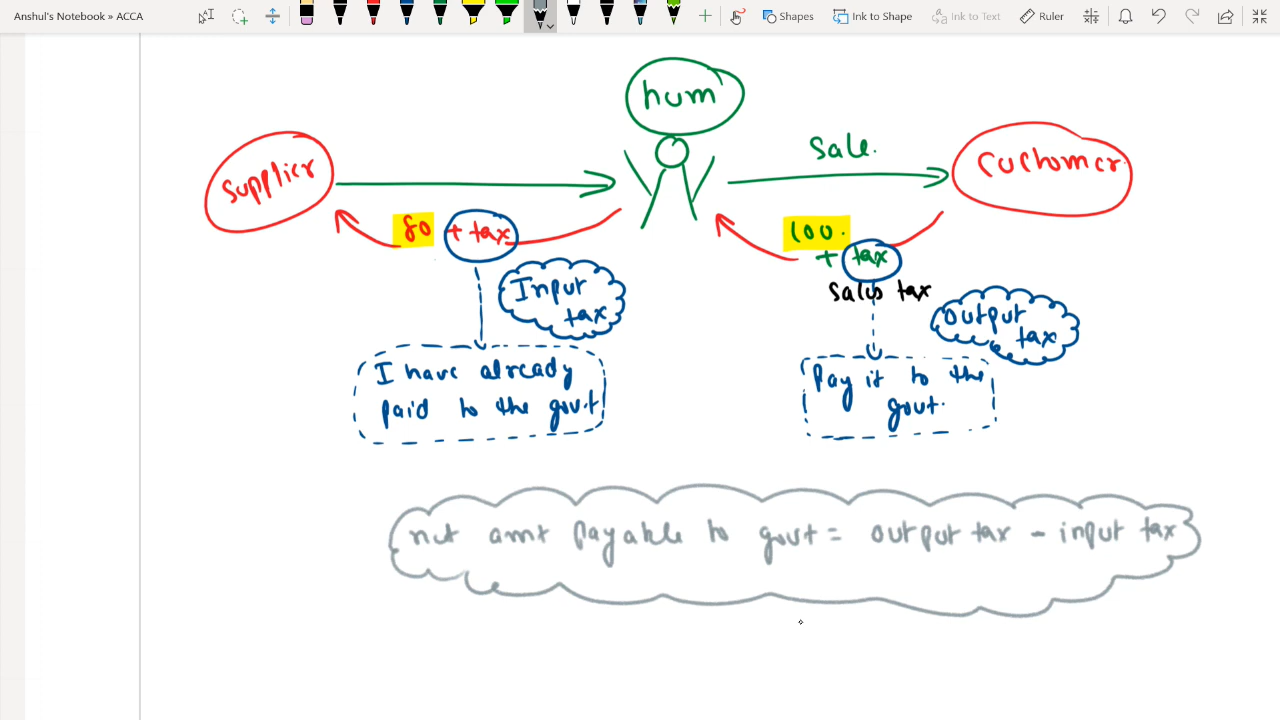 Anshul's Notebook » ACCA
Shapes
Ink to Shape
Ink to Text
Ruler
hum
supplier
sale.
customer.
80 + tax
100.
+ tax
sales tax
Input
tax
output
tax
I have already
paid to the govt
Pay it to the
govt.
net amt payable to govt = output tax - input tax